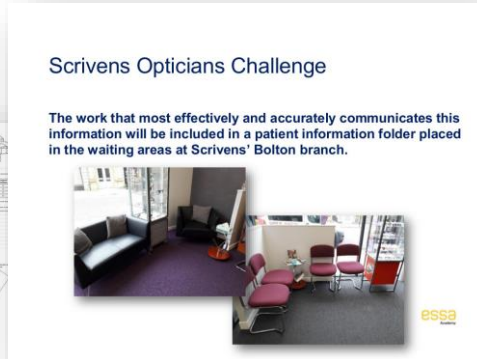 Scrivens Opticians Challenge
The work that most effectively and accurately communicates this
information will be included in a patient information folder placed
in the waiting areas at Scrivens' Bolton branch.
essa
Academy